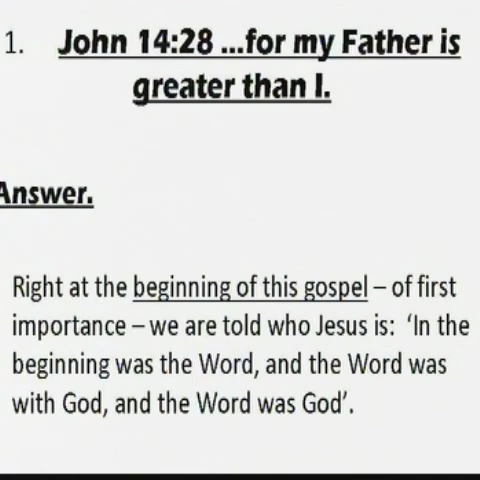 1. John 14:28 ...for my Father is
greater than I.
Answer.
Right at the beginning of this gospel – of first
importance – we are told who Jesus is: ‘In the
beginning was the Word, and the Word was
with God, and the Word was God’.